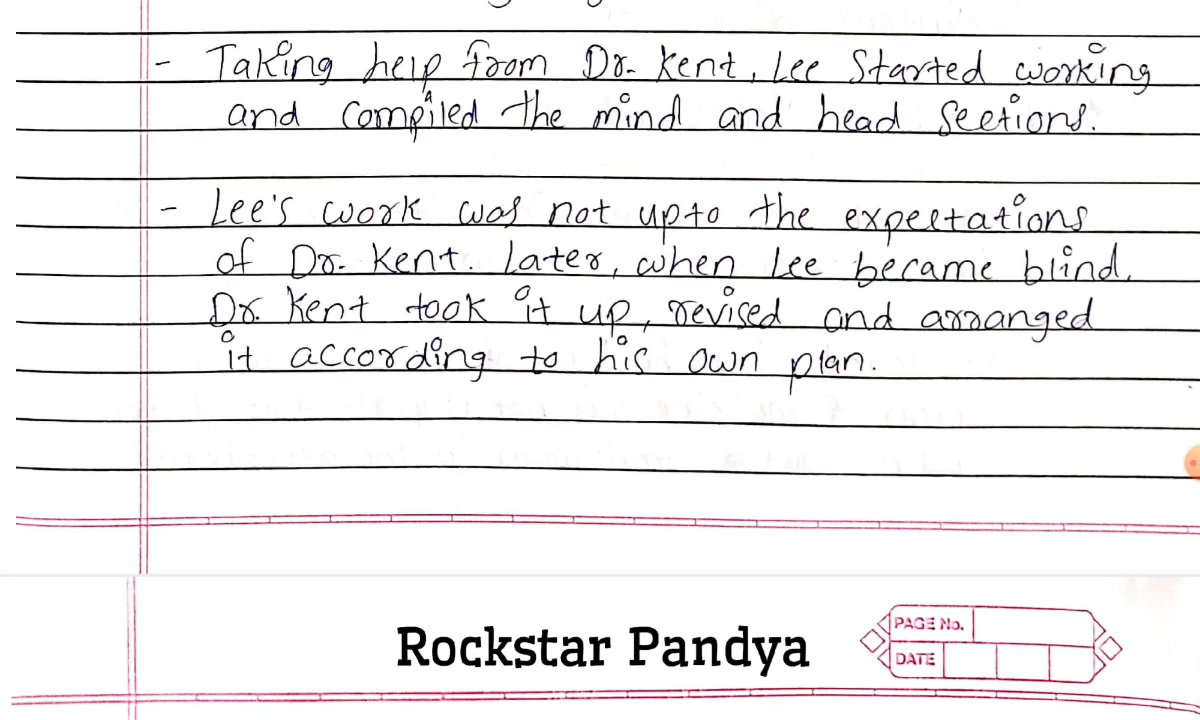 - Taking help from Dr. Kent, Lee Started working
and compiled the mind and head Sections.
- Lee's work was not upto the expectations
of Dr. Kent. Later, when Lee became blind,
Dr. Kent took it up, revised and arranged
it according to his own plan.
Rockstar Pandya
PAGE No.
DATE